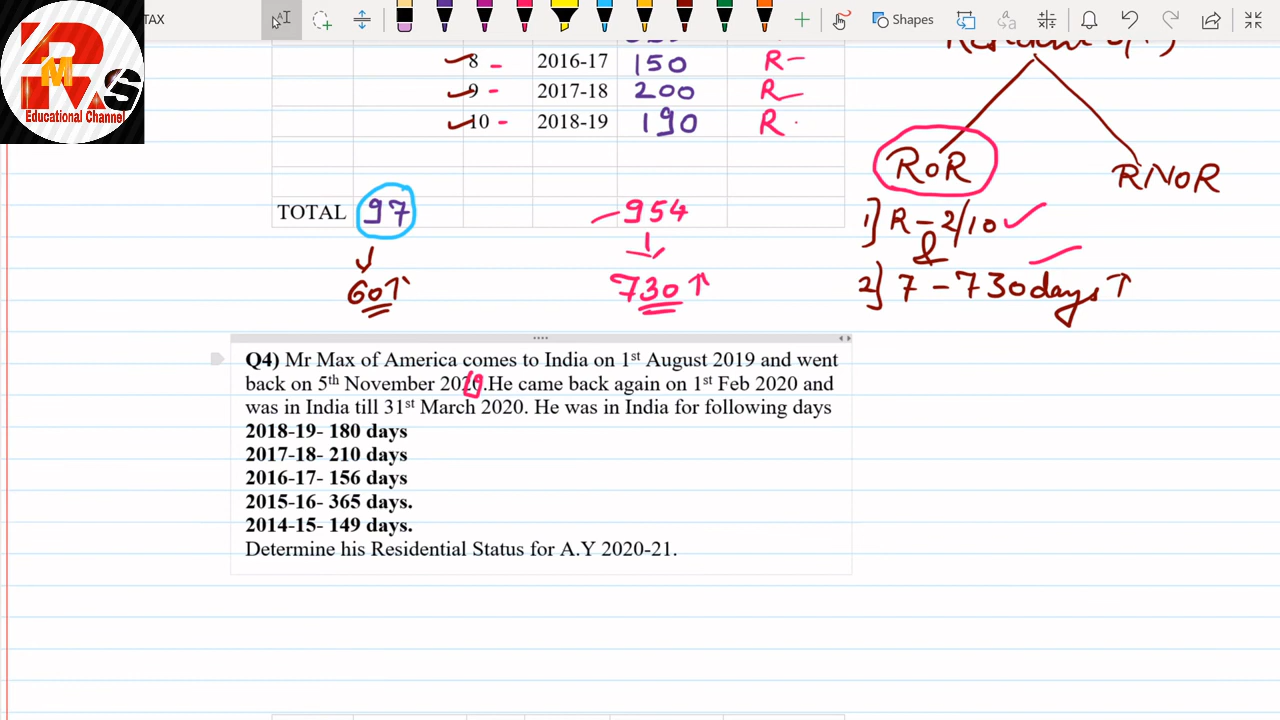 TAX
Shapes
RMS
Educational Channel
8 - 2016-17 150 R -
9 - 2017-18 200 R
10 - 2018-19 190 R
ROR
RNOR
TOTAL 97 954
1] R - 2/10
&
60↑ 730↑
2] 7 - 730 days ↑
Q4) Mr Max of America comes to India on 1st August 2019 and went
back on 5th November 2019.He came back again on 1st Feb 2020 and
was in India till 31st March 2020. He was in India for following days
2018-19- 180 days
2017-18- 210 days
2016-17- 156 days
2015-16- 365 days.
2014-15- 149 days.
Determine his Residential Status for A.Y 2020-21.